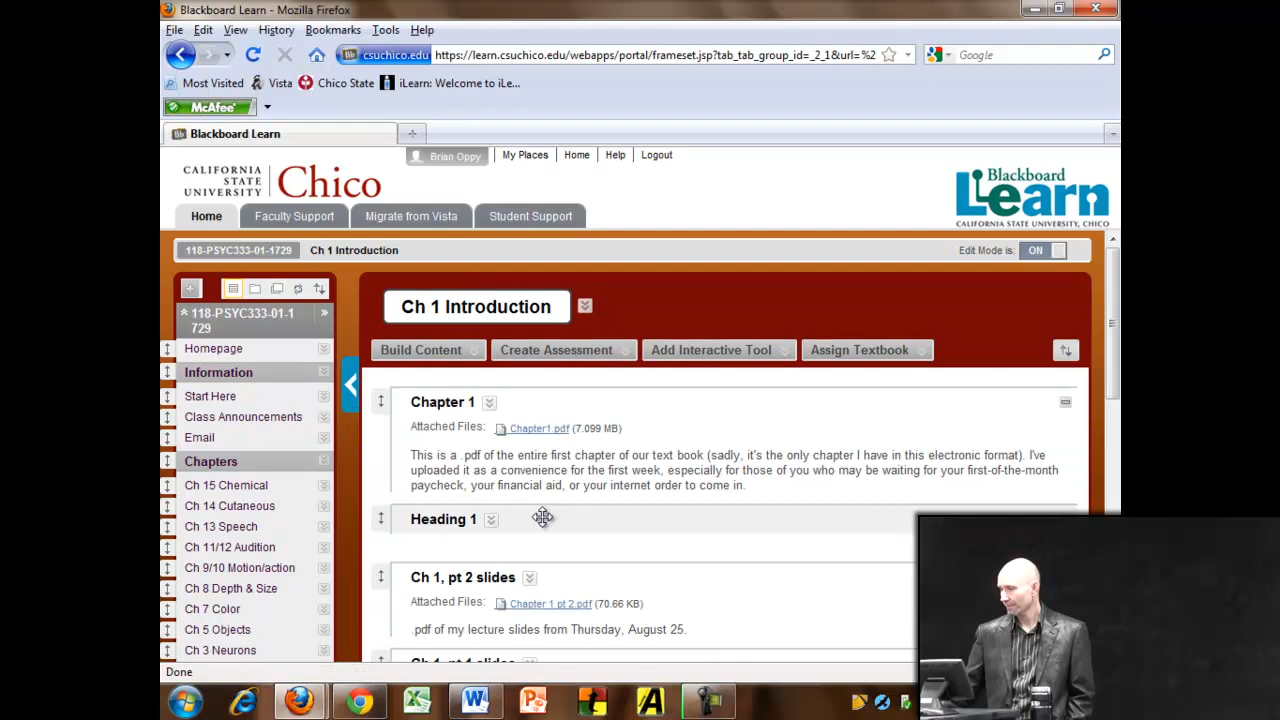 Blackboard Learn - Mozilla Firefox
File Edit View History Bookmarks Tools Help
csuchico.edu https://learn.csuchico.edu/webapps/portal/frameset.jsp?tab_tab_group_id=_2_1&url=%2
Google
Most Visited Vista Chico State iLearn: Welcome to iLe...
McAfee
Bb Blackboard Learn
Brian Oppy My Places Home Help Logout
CALIFORNIA
STATE
UNIVERSITY
Chico
Blackboard
Learn
CALIFORNIA STATE UNIVERSITY, CHICO
Home Faculty Support Migrate from Vista Student Support
118-PSYC333-01-1729 Ch 1 Introduction Edit Mode is: ON
118-PSYC333-01-1
729
Homepage
Information
Start Here
Class Announcements
Email
Chapters
Ch 15 Chemical
Ch 14 Cutaneous
Ch 13 Speech
Ch 11/12 Audition
Ch 9/10 Motion/action
Ch 8 Depth & Size
Ch 7 Color
Ch 5 Objects
Ch 3 Neurons
Ch 1 Introduction
Build Content Create Assessment Add Interactive Tool Assign Textbook
Chapter 1
Attached Files: Chapter1.pdf (7.099 MB)
This is a .pdf of the entire first chapter of our text book (sadly, it's the only chapter I have in this electronic format). I've
uploaded it as a convenience for the first week, especially for those of you who may be waiting for your first-of-the-month
paycheck, your financial aid, or your internet order to come in.
Heading 1
Ch 1, pt 2 slides
Attached Files: Chapter 1 pt 2.pdf (70.66 KB)
.pdf of my lecture slides from Thursday, August 25.
Ch 1, pt 1 slides
Done